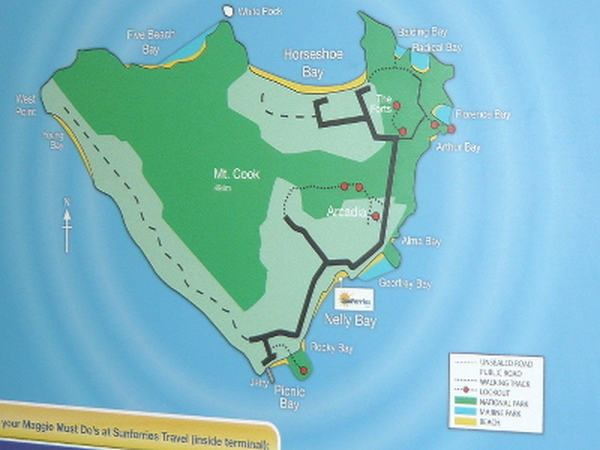 White Rock
Five Beach
Bay
Horseshoe
Bay
Balding Bay
Radical Bay
West
Point
Young
Bay
The
Forts
Florence Bay
Arthur Bay
Mt. Cook
N
Arcadia
Alma Bay
Geoffrey Bay
Sunferries
Nelly Bay
Rocky Bay
Jetty
Picnic
Bay
UNSEALED ROAD
PUBLIC ROAD
WALKING TRACK
LOOKOUT
NATIONAL PARK
MARINE PARK
BEACH
your Maggie Must Do's at Sunferries Travel (inside terminal):